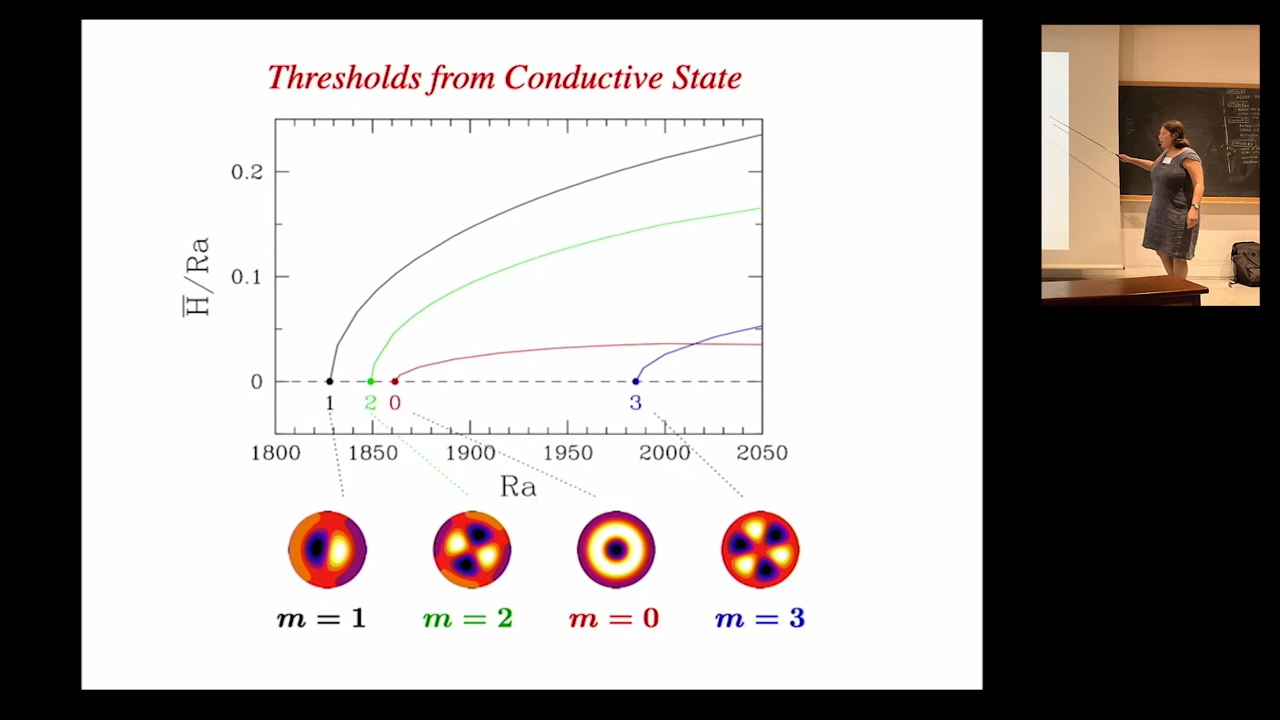 Thresholds from Conductive State
0.2
0.1
0
H̅/Ra
1 2 0 3
1800 1850 1900 1950 2000 2050
Ra
m = 1 m = 2 m = 0 m = 3